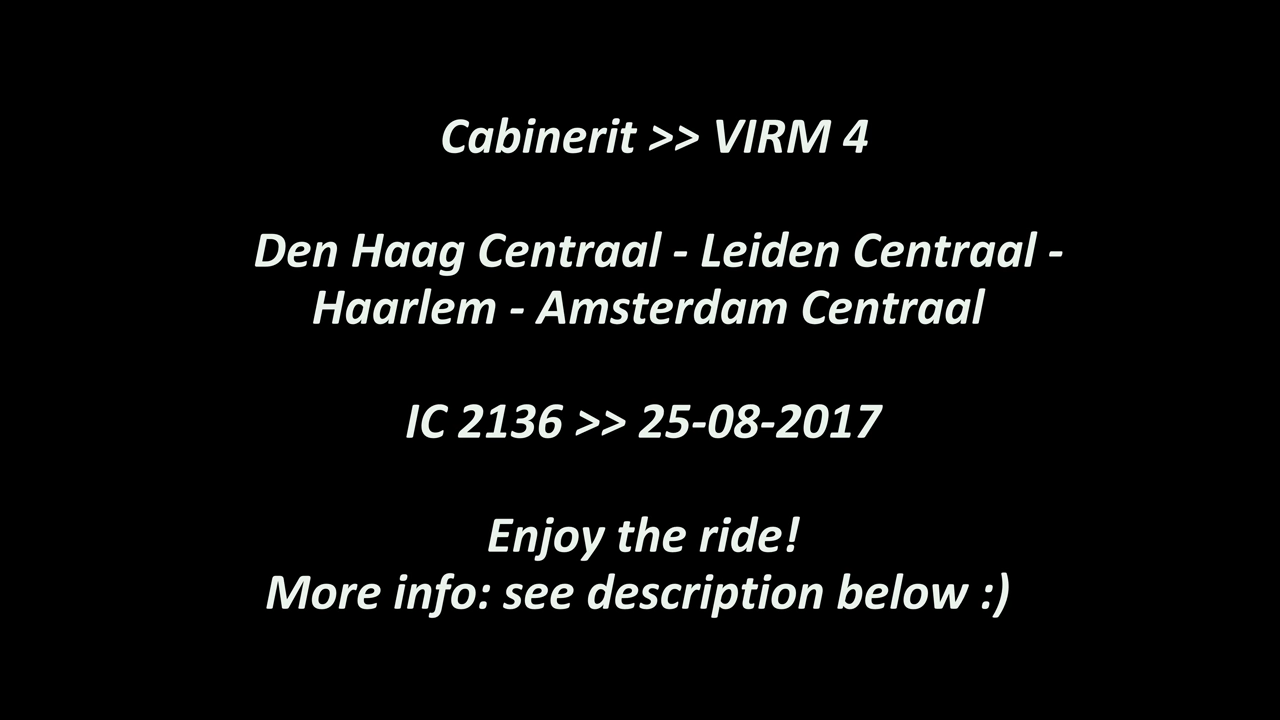 Cabinerit >> VIRM 4
Den Haag Centraal - Leiden Centraal -
Haarlem - Amsterdam Centraal
IC 2136 >> 25-08-2017
Enjoy the ride!
More info: see description below :)